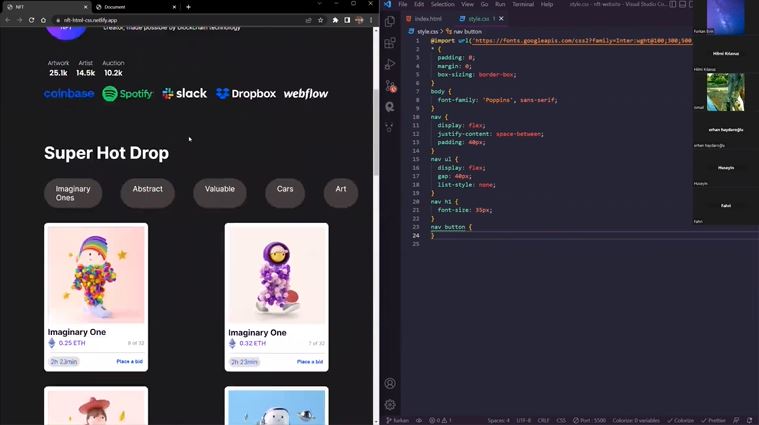 NFT
Document
nft-html-css.netlify.app
creator, made possible by blockchain technology
Artwork
25.1k
Artist
14.5k
Auction
10.2k
coinbase
Spotify
slack
Dropbox
webflow
Super Hot Drop
Imaginary
Ones
Abstract
Valuable
Cars
Art
Imaginary One
0.25 ETH
9 of 32
2h 23min
Place a bid
Imaginary One
0.32 ETH
7 of 32
2h 23min
Place a bid
File
Edit
Selection
View
Go
Run
Terminal
Help
style.css - nft-website - Visual Studio Cod
index.html
style.css
1
style.css > nav button
1 @import url('https://fonts.googleapis.com/css2?family=Inter:wght@100;300;500
2 * {
3 padding: 0;
4 margin: 0;
5 box-sizing: border-box;
6 }
7 body {
8 font-family: 'Poppins', sans-serif;
9 }
10 nav {
11 display: flex;
12 justify-content: space-between;
13 padding: 40px;
14 }
15 nav ul {
16 display: flex;
17 gap: 40px;
18 list-style: none;
19 }
20 nav h1 {
21 font-size: 35px;
22 }
23 nav button {
24 }
25
furkan
0
1
Spaces: 4
UTF-8
CRLF
CSS
Port : 5500
Colorize: 0 variables
Colorize
Prettier
Furkan Emin
Hilmi Kılavuz
Hilmi Kılavuz
ismail
erhan haydaroğlu
erhan haydaroğlu
Huseyin
Huseyin
Fahri
Fahri